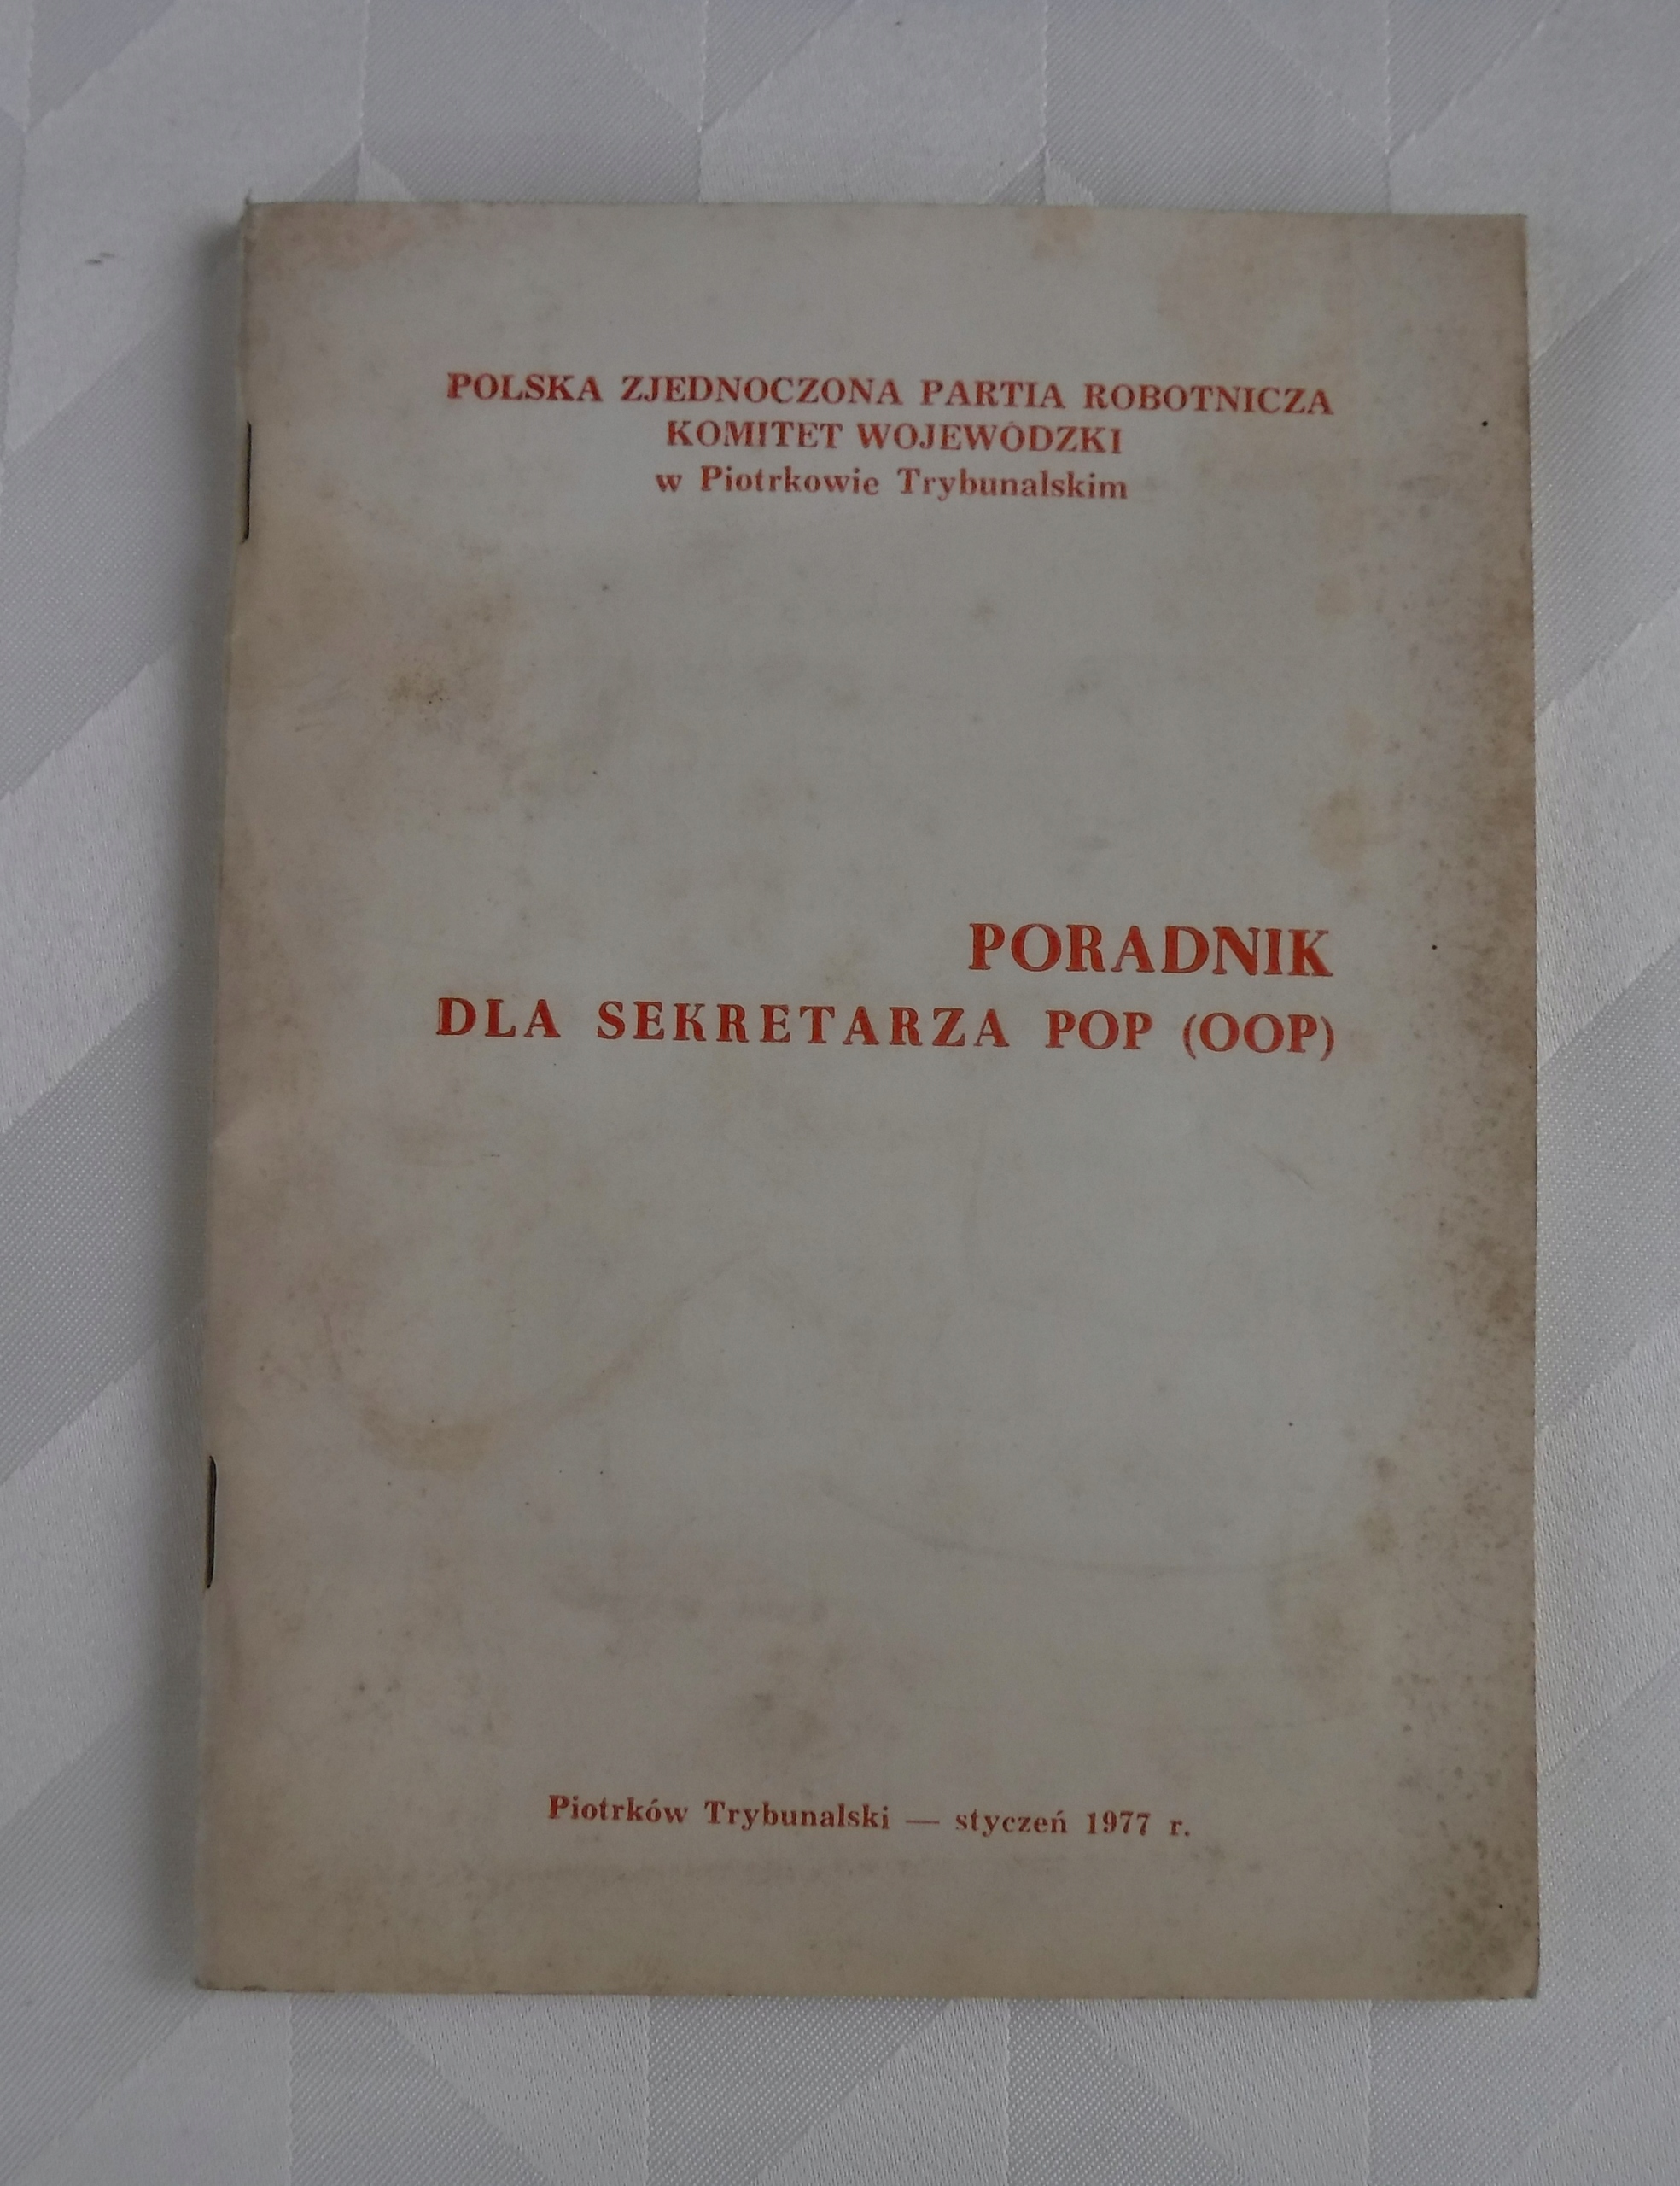 POLSKA ZJEDNOCZONA PARTIA ROBOTNICZA
KOMITET WOJEWÓDZKI
w Piotrkowie Trybunalskim
PORADNIK
DLA SEKRETARZA POP (OOP)
Piotrków Trybunalski — styczeń 1977 r.